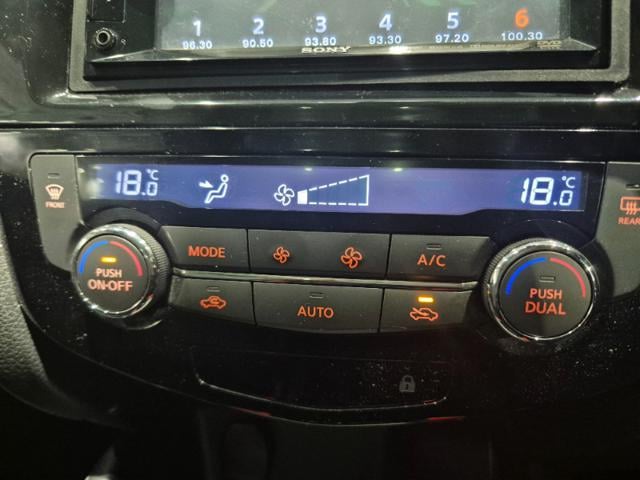 1 2 3 4 5 6
96.30 90.50 93.80 93.30 97.20 100.30
SONY
DVD
18.0 °C 18.0 °C
FRONT
REAR
MODE A/C
PUSH ON-OFF
PUSH DUAL
AUTO